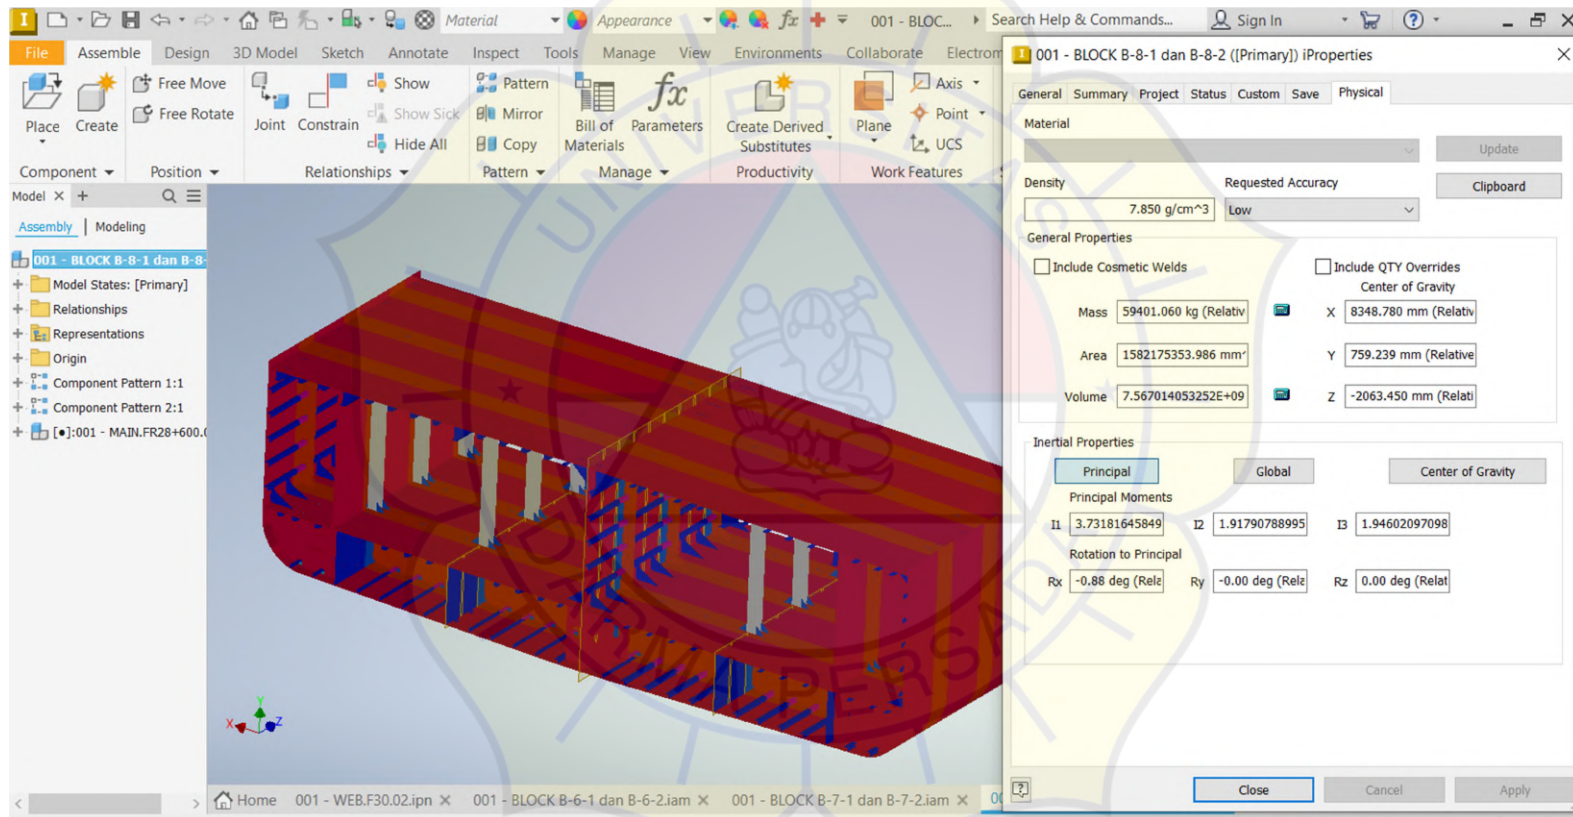 Material
Appearance
fx
001 - BLOC...
Search Help & Commands...
Sign In
File Assemble Design 3D Model Sketch Annotate Inspect Tools Manage View Environments Collaborate Electrom
Place
Create
Free Move
Free Rotate
Joint
Constrain
Show
Show Sick
Hide All
Pattern
Mirror
Copy
Bill of
Materials
fx
Parameters
Create Derived
Substitutes
Plane
Axis
Point
UCS
Component Position Relationships Pattern Manage Productivity Work Features
Model +
Assembly | Modeling
001 - BLOCK B-8-1 dan B-8-
Model States: [Primary]
Relationships
Representations
Origin
Component Pattern 1:1
Component Pattern 2:1
[•]:001 - MAIN.FR28+600.(
Y
X
Z
UNIVERSITAS
DARMA PERSADA
Home 001 - WEB.F30.02.ipn 001 - BLOCK B-6-1 dan B-6-2.iam 001 - BLOCK B-7-1 dan B-7-2.iam
001 - BLOCK B-8-1 dan B-8-2 ([Primary]) iProperties
General Summary Project Status Custom Save Physical
Material
Update
Density
Requested Accuracy
Clipboard
7.850 g/cm^3
Low
General Properties
Include Cosmetic Welds
Include QTY Overrides
Center of Gravity
Mass 59401.060 kg (Relativ
X 8348.780 mm (Relativ
Area 1582175353.986 mm^
Y 759.239 mm (Relative
Volume 7.567014053252E+09
Z -2063.450 mm (Relati
Inertial Properties
Principal Global Center of Gravity
Principal Moments
I1 3.73181645849 I2 1.91790788995 I3 1.94602097098
Rotation to Principal
Rx -0.88 deg (Rela Ry -0.00 deg (Rela Rz 0.00 deg (Relat
Close Cancel Apply